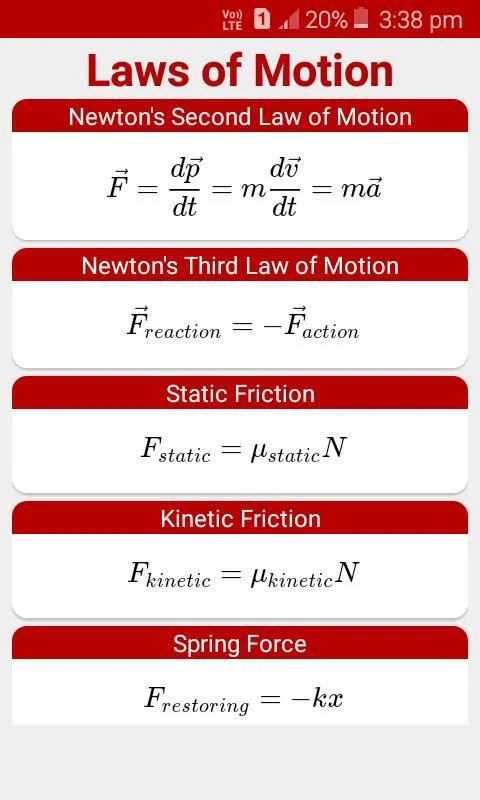 Vo)) LTE 1 20% 3:38 pm
Laws of Motion
Newton's Second Law of Motion
$\vec{F} = \frac{d\vec{p}}{dt} = m\frac{d\vec{v}}{dt} = m\vec{a}$
Newton's Third Law of Motion
$\vec{F}_{reaction} = -\vec{F}_{action}$
Static Friction
$F_{static} = \mu_{static}N$
Kinetic Friction
$F_{kinetic} = \mu_{kinetic}N$
Spring Force
$F_{restoring} = -kx$